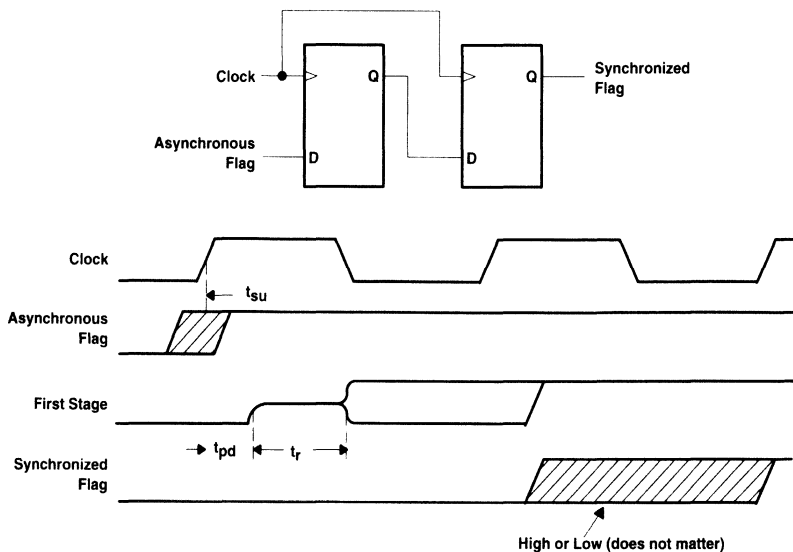 Clock
Q
Q
Synchronized
Flag
Asynchronous
Flag
D
D
Clock
tsu
Asynchronous
Flag
First Stage
tpd
tr
Synchronized
Flag
High or Low (does not matter)